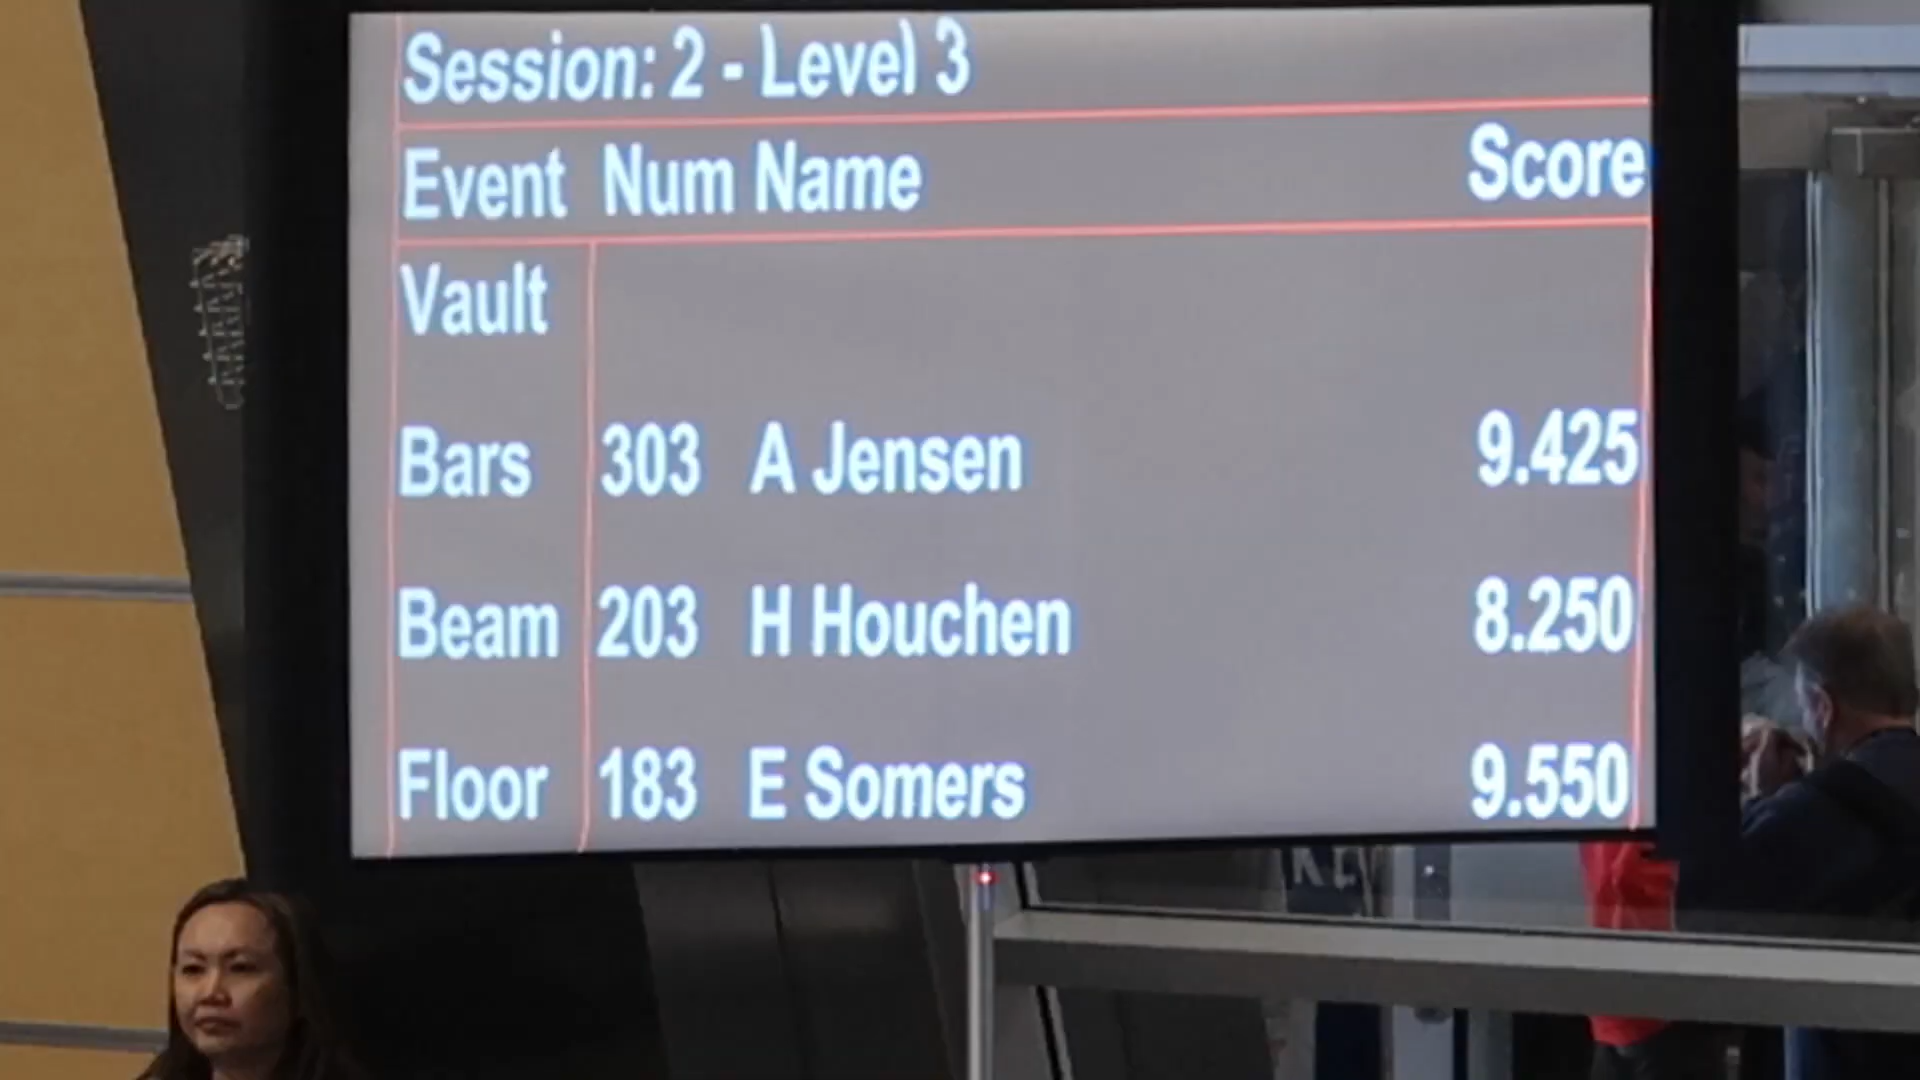 Session: 2 - Level 3
Event Num Name Score
Vault
Bars 303 A Jensen 9.425
Beam 203 H Houchen 8.250
Floor 183 E Somers 9.550